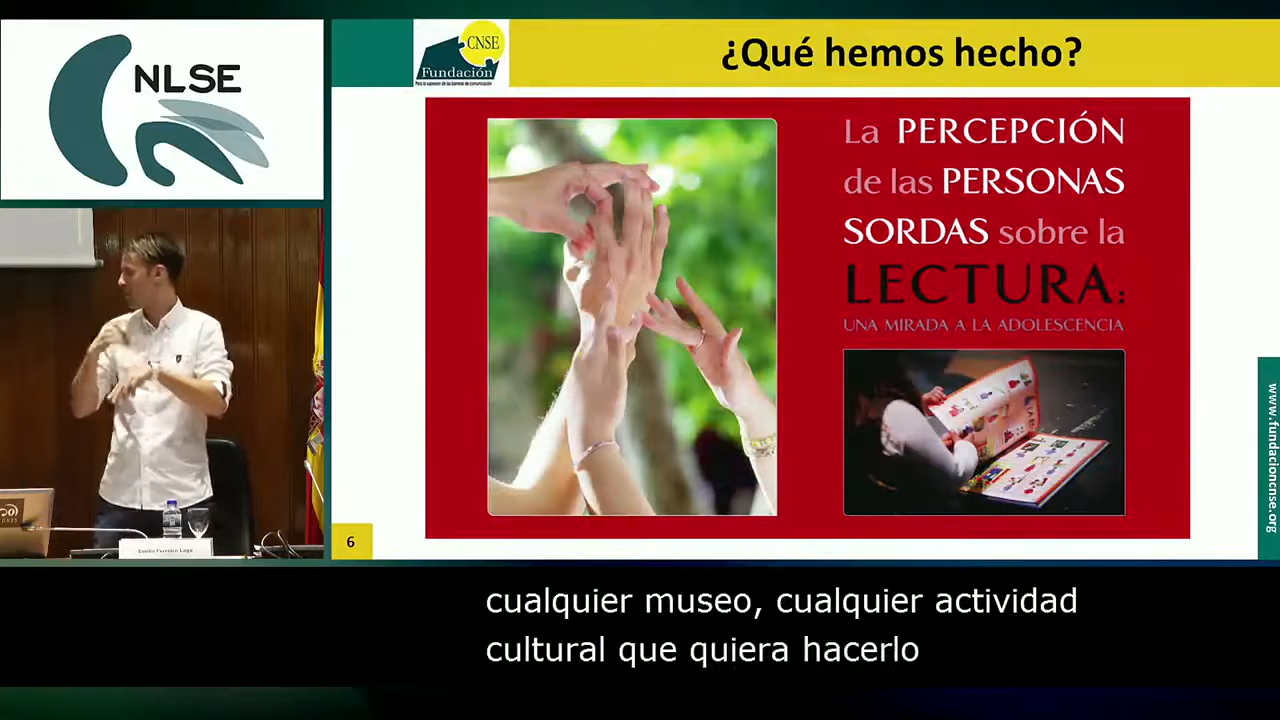 NLSE
CNSE
Fundación
Para la supresión de las barreras de comunicación
¿Qué hemos hecho?
La PERCEPCIÓN
de las PERSONAS
SORDAS sobre la
LECTURA:
UNA MIRADA A LA ADOLESCENCIA
6
www.fundacioncnse.org
cualquier museo, cualquier actividad
cultural que quiera hacerlo